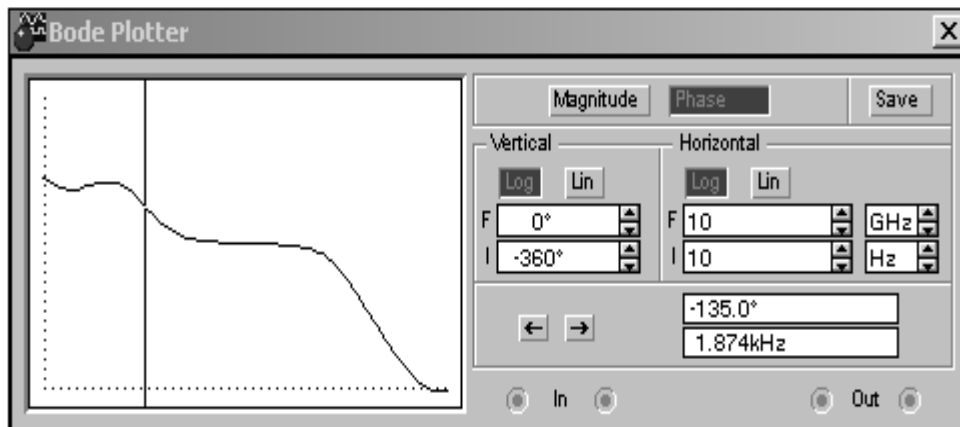 Bode Plotter
Magnitude Phase Save
Vertical Horizontal
Log Lin Log Lin
F 0° F 10 GHz
I -360° I 10 Hz
← →
-135.0°
1.874kHz
In Out